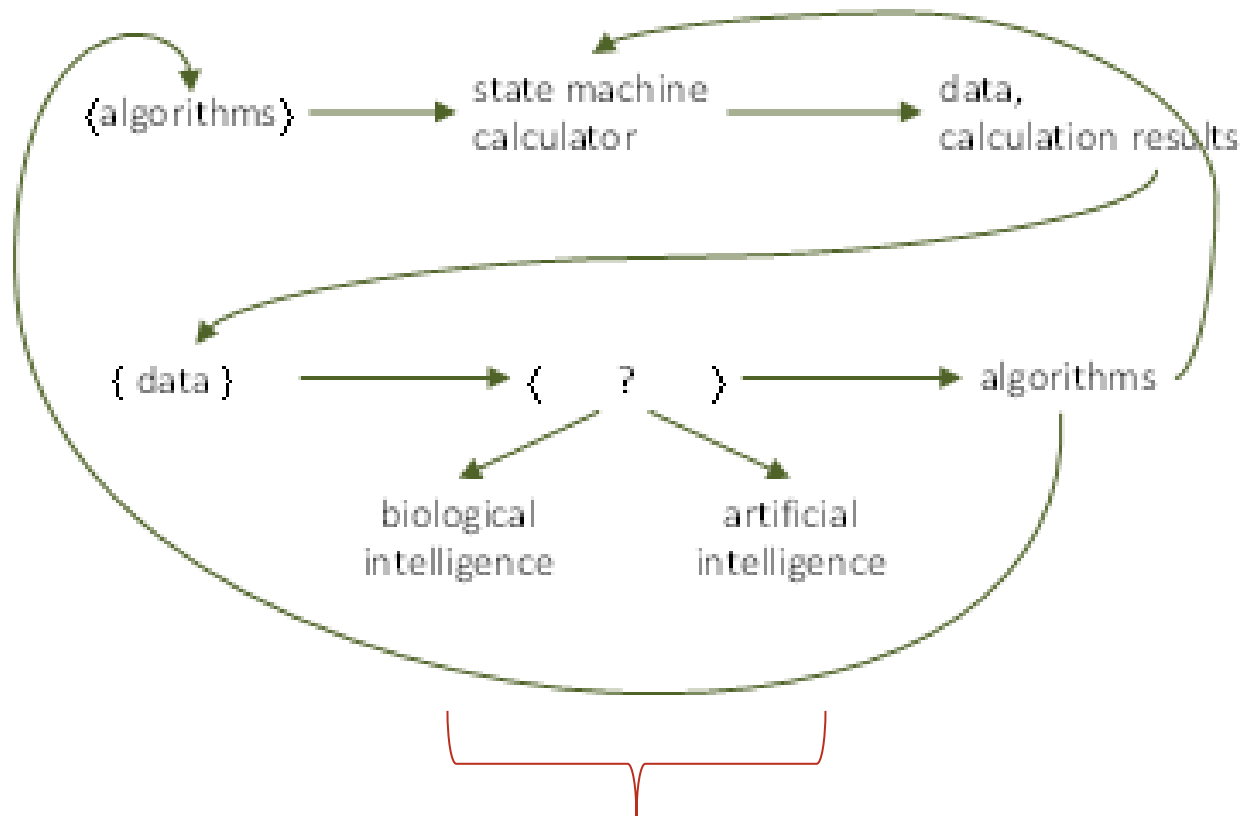 {algorithms}
state machine
calculator
data,
calculation results
{ data }
{ ? }
algorithms
biological
intelligence
artificial
intelligence